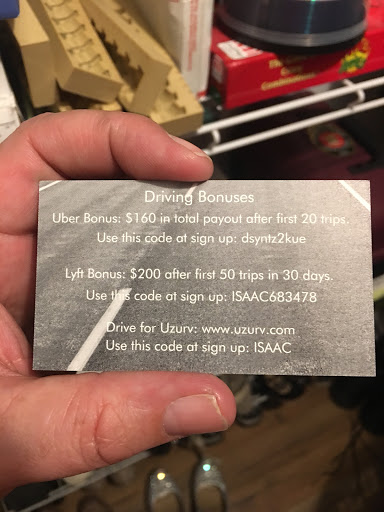 Driving Bonuses
Uber Bonus: $160 in total payout after first 20 trips.
Use this code at sign up: dsyntz2kue
Lyft Bonus: $200 after first 50 trips in 30 days.
Use this code at sign up: ISAAC683478
Drive for Uzurv: www.uzurv.com
Use this code at sign up: ISAAC